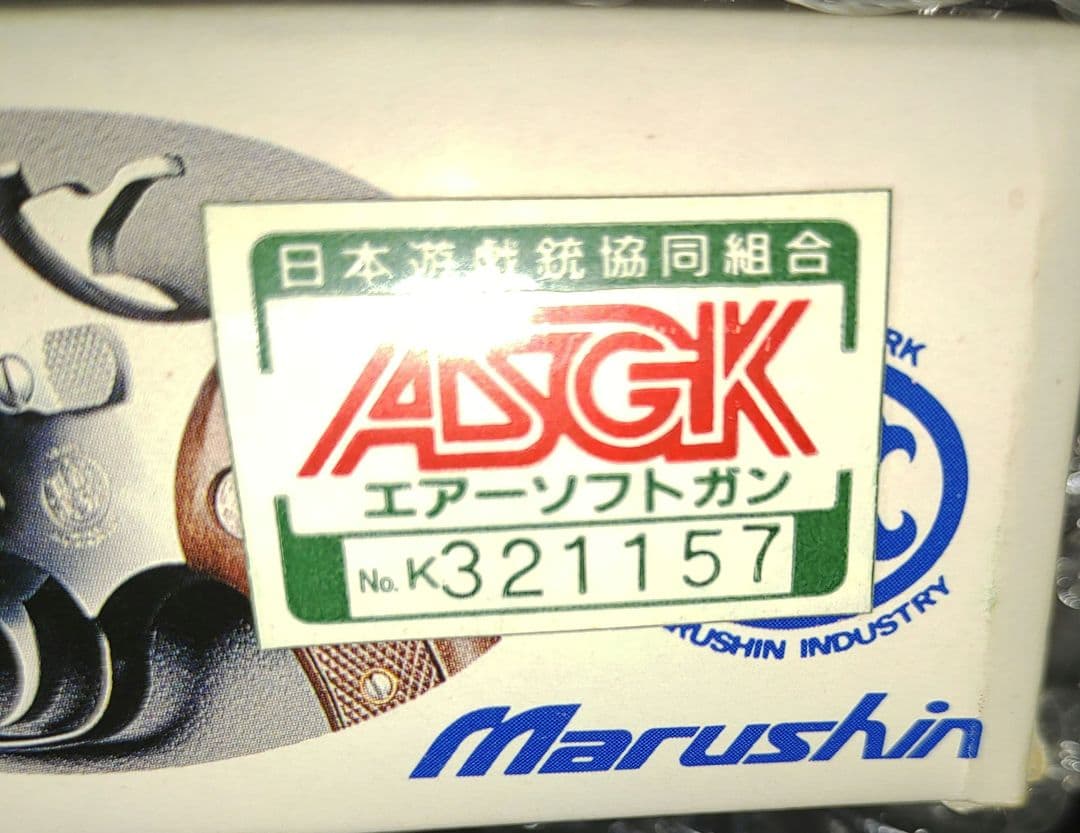 日本遊戯銃協同組合
ASGK
エアーソフトガン
No. K321157
RK
C
RUSHIN INDUSTRY
Marushin